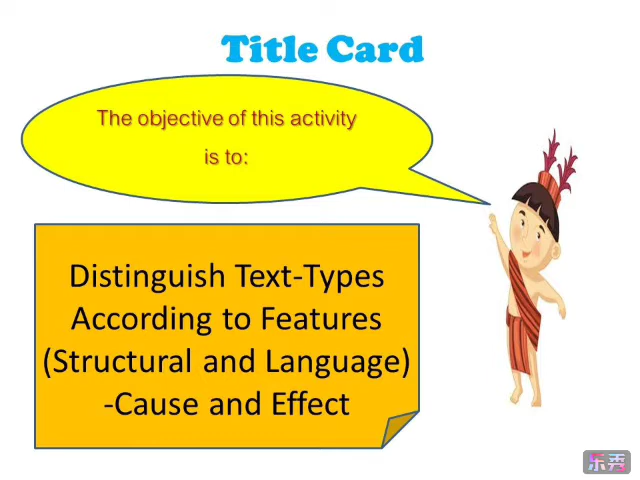 Title Card
The objective of this activity
is to:
Distinguish Text-Types
According to Features
(Structural and Language)
-Cause and Effect
乐秀